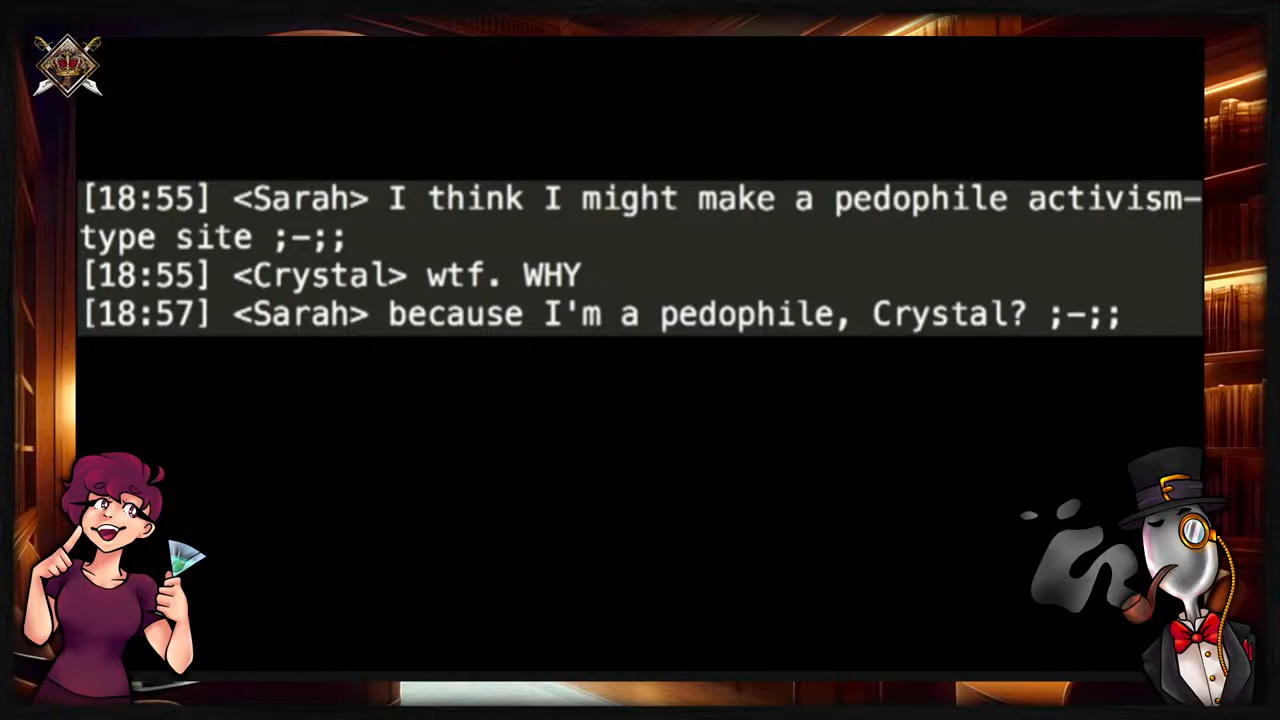 [18:55] <Sarah> I think I might make a pedophile activism-
type site ;-;;
[18:55] <Crystal> wtf. WHY
[18:57] <Sarah> because I'm a pedophile, Crystal? ;-;;